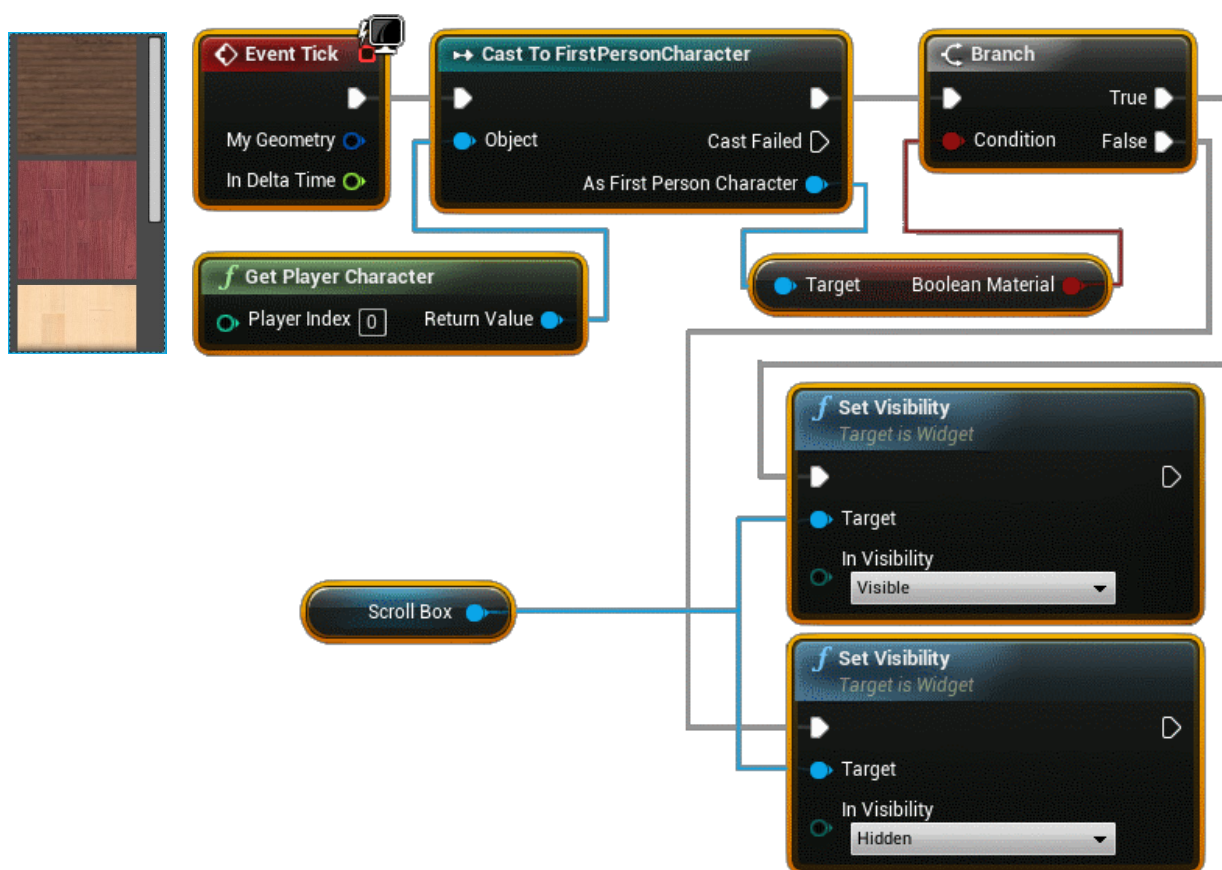 Event Tick
My Geometry
In Delta Time
Cast To FirstPersonCharacter
Object
Cast Failed
As First Person Character
Branch
True
Condition
False
f Get Player Character
Player Index 0
Return Value
Target
Boolean Material
f Set Visibility
Target is Widget
Target
In Visibility
Visible
Scroll Box
f Set Visibility
Target is Widget
Target
In Visibility
Hidden